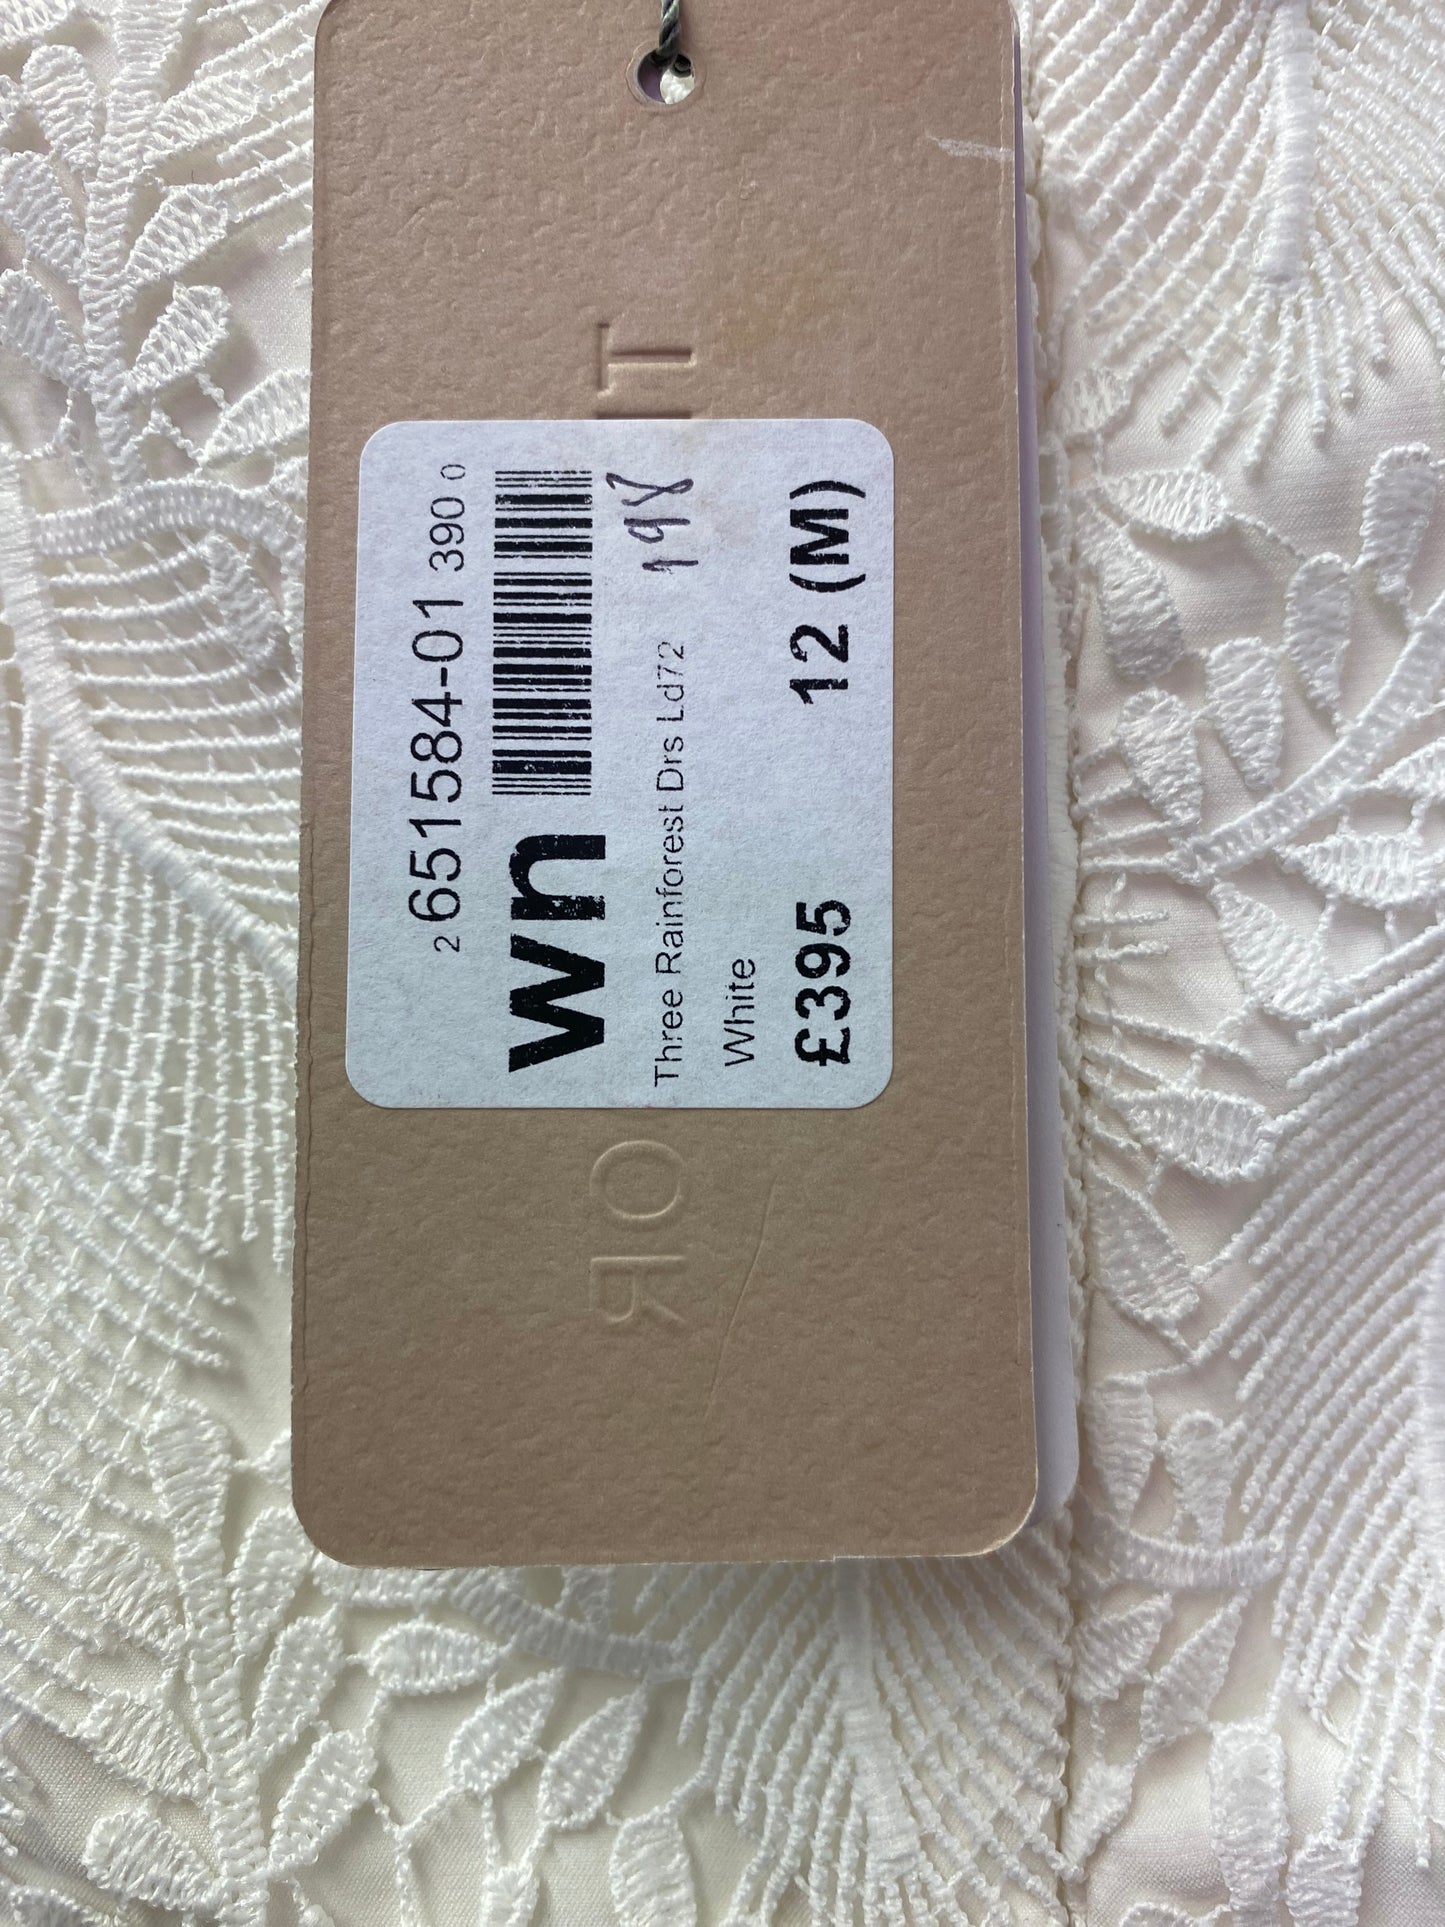 2 651584-01 390 0
wn
198
Three Rainforest Drs Ld72
White
£395 12 (M)